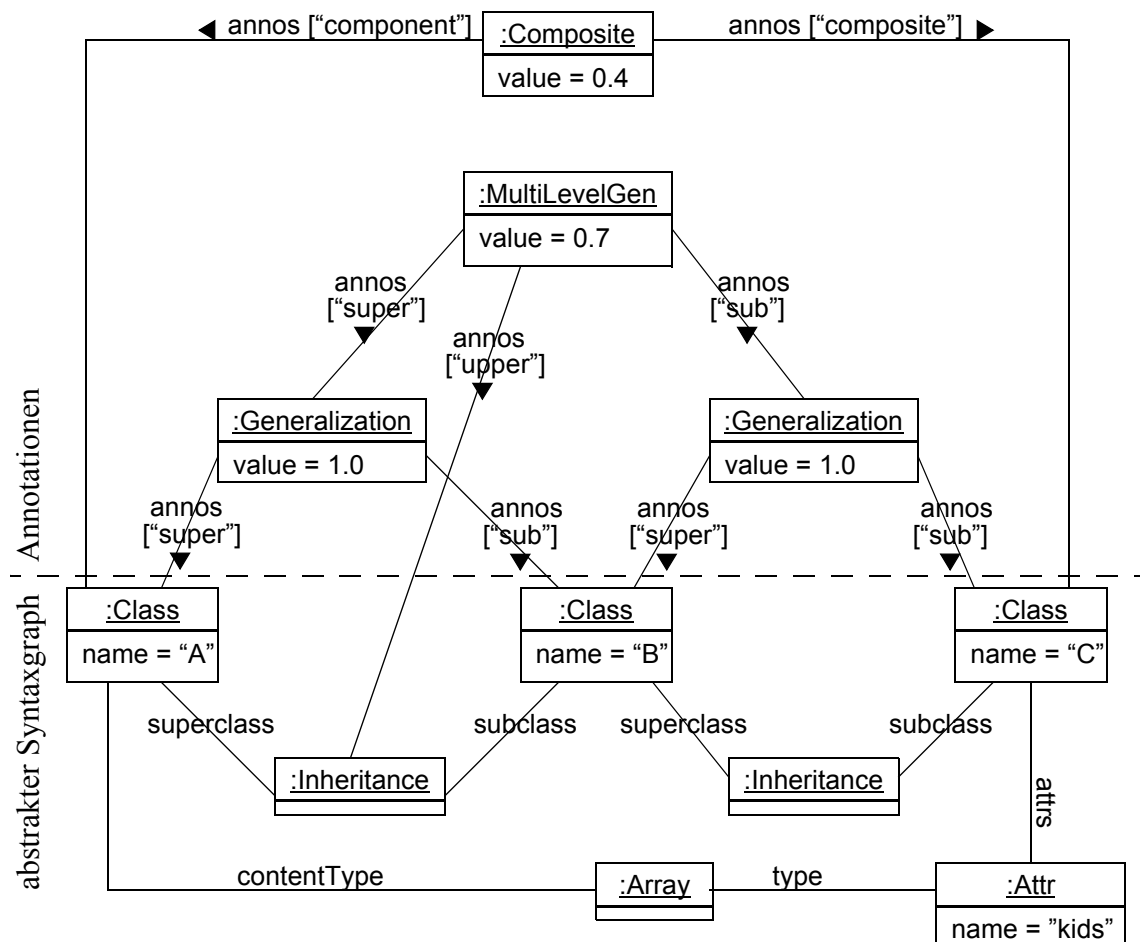 annos [“component”]
:Composite
annos [“composite”]
value = 0.4
:MultiLevelGen
value = 0.7
annos
[“super”]
annos
[“sub”]
annos
[“upper”]
Annotationen
:Generalization
value = 1.0
:Generalization
value = 1.0
annos
[“super”]
annos
[“sub”]
annos
[“super”]
annos
[“sub”]
abstrakter Syntaxgraph
:Class
name = “A”
:Class
name = “B”
:Class
name = “C”
superclass
subclass
superclass
subclass
:Inheritance
:Inheritance
attrs
contentType
:Array
type
:Attr
name = ”kids”